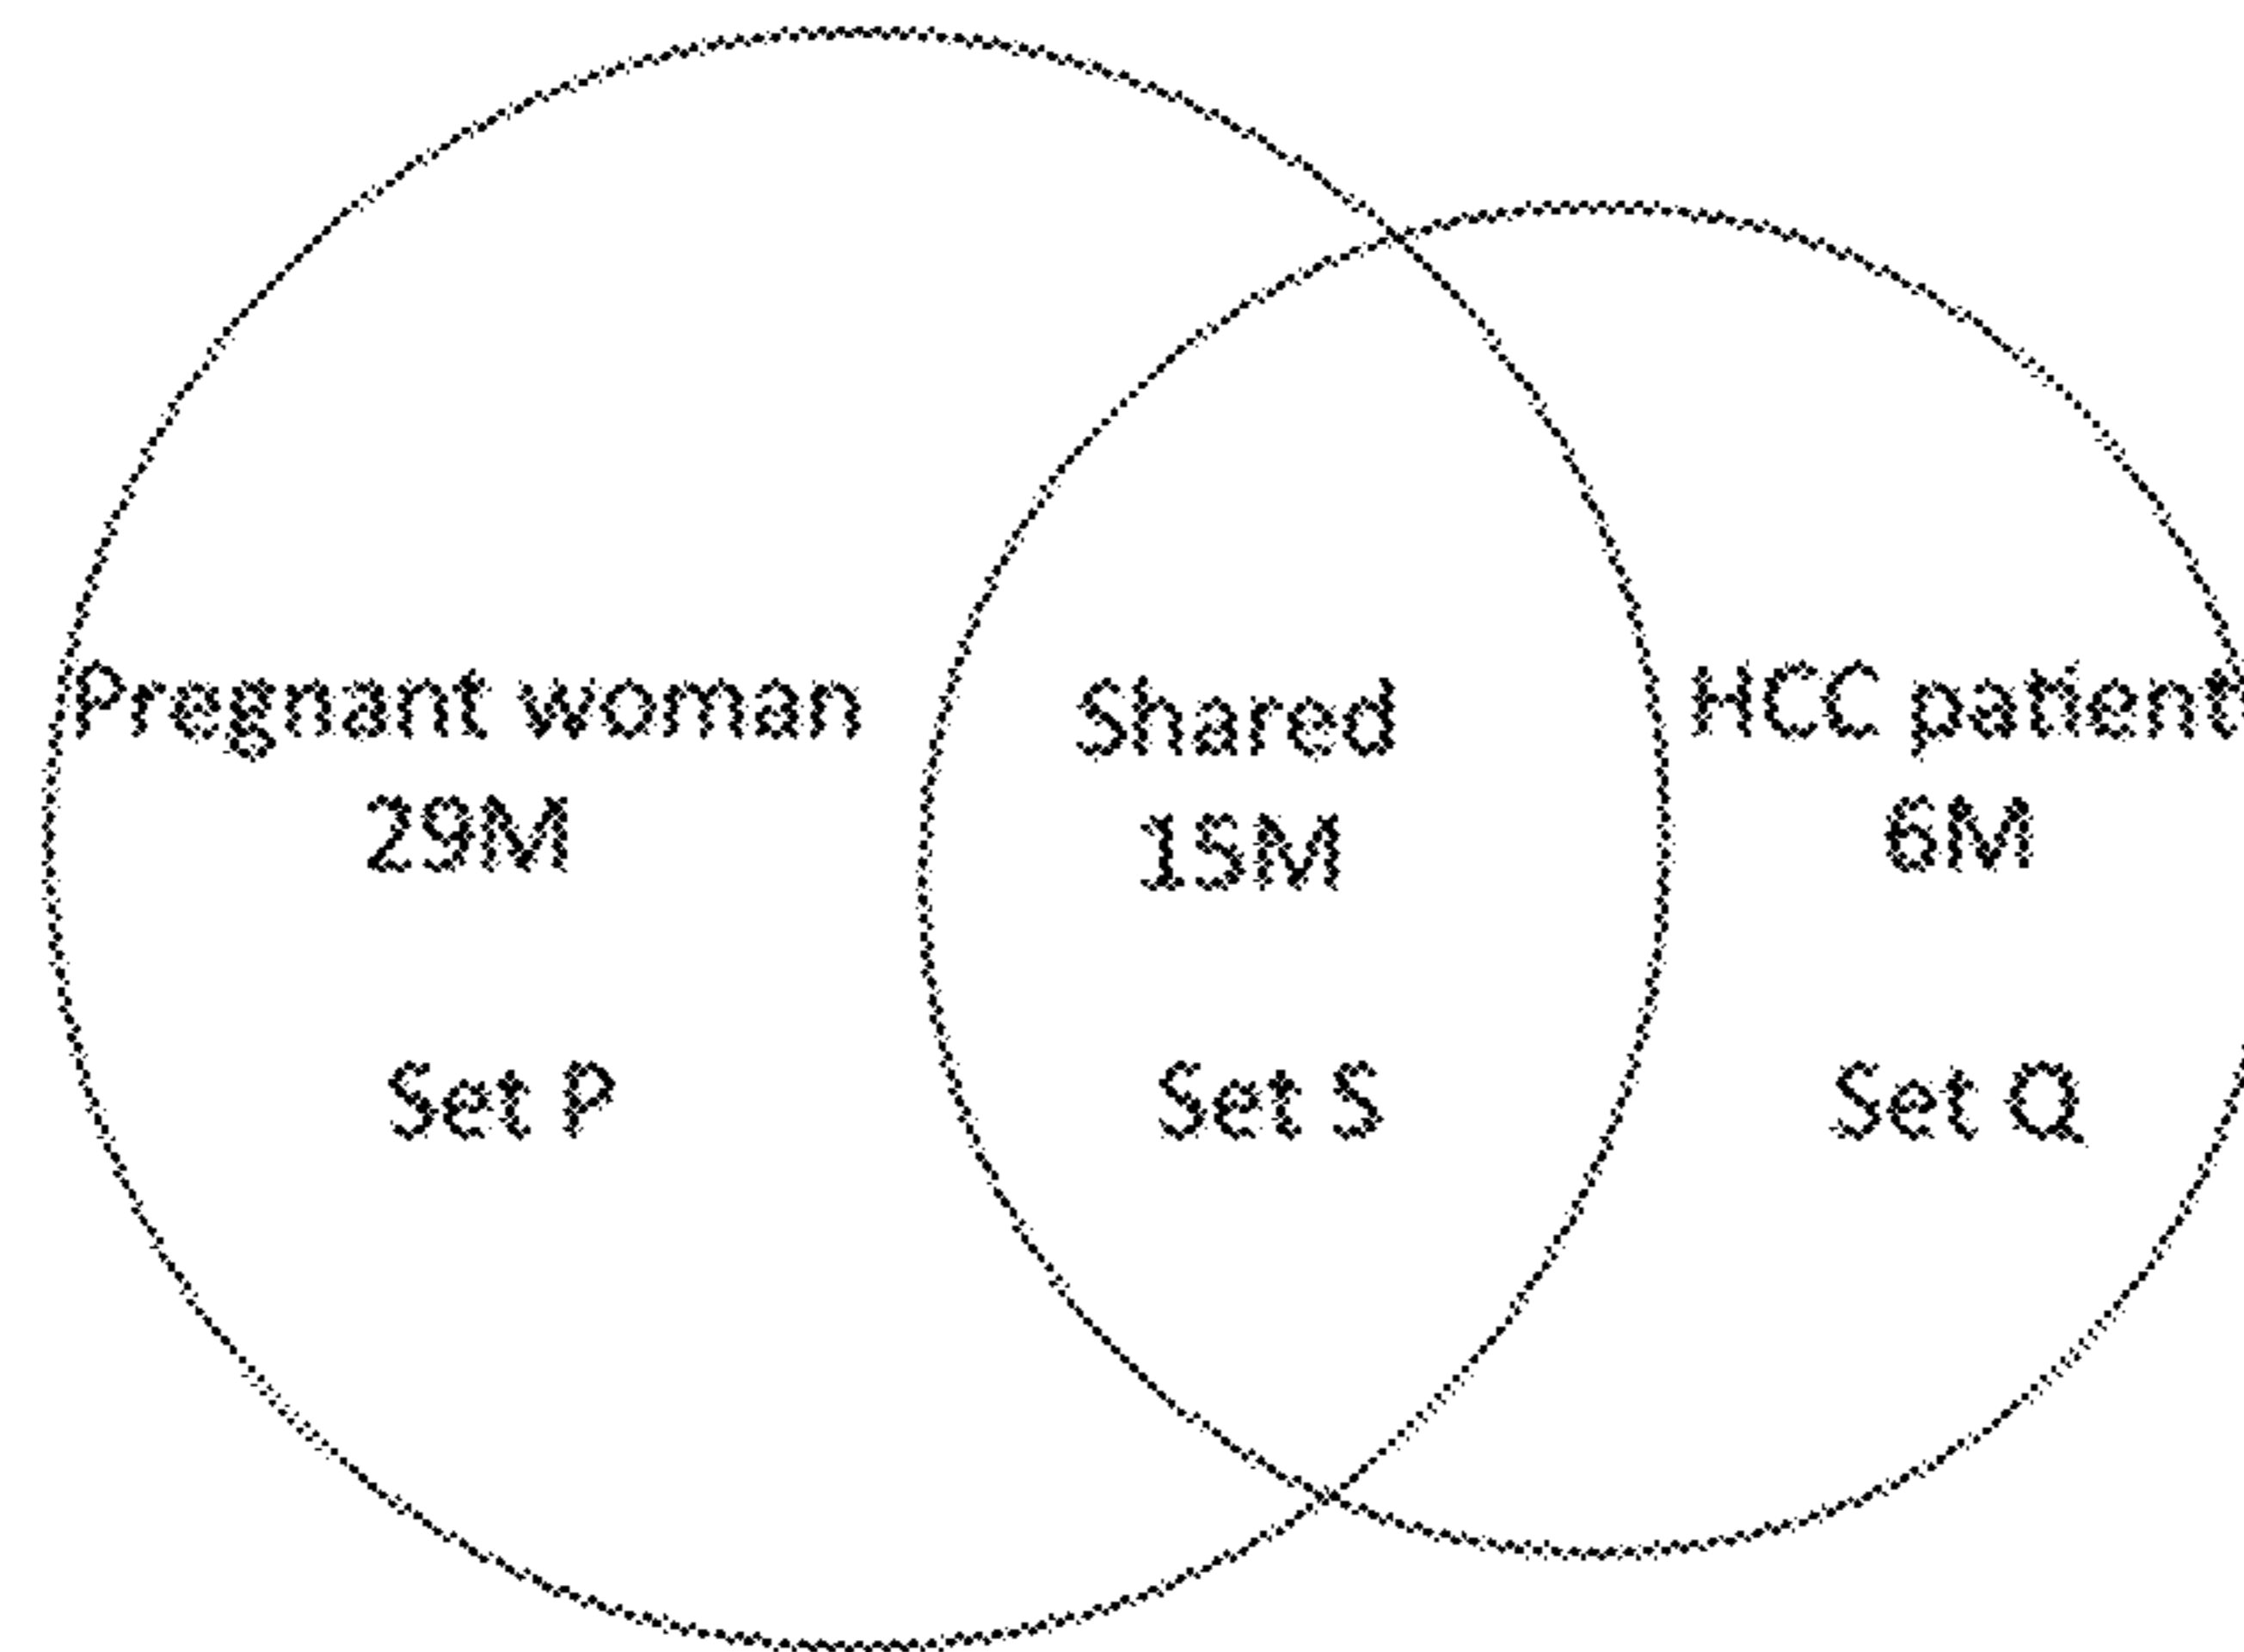 Pregnant woman
29M
Set P
Shared
15M
Set S
HCC patient
6M
Set Q